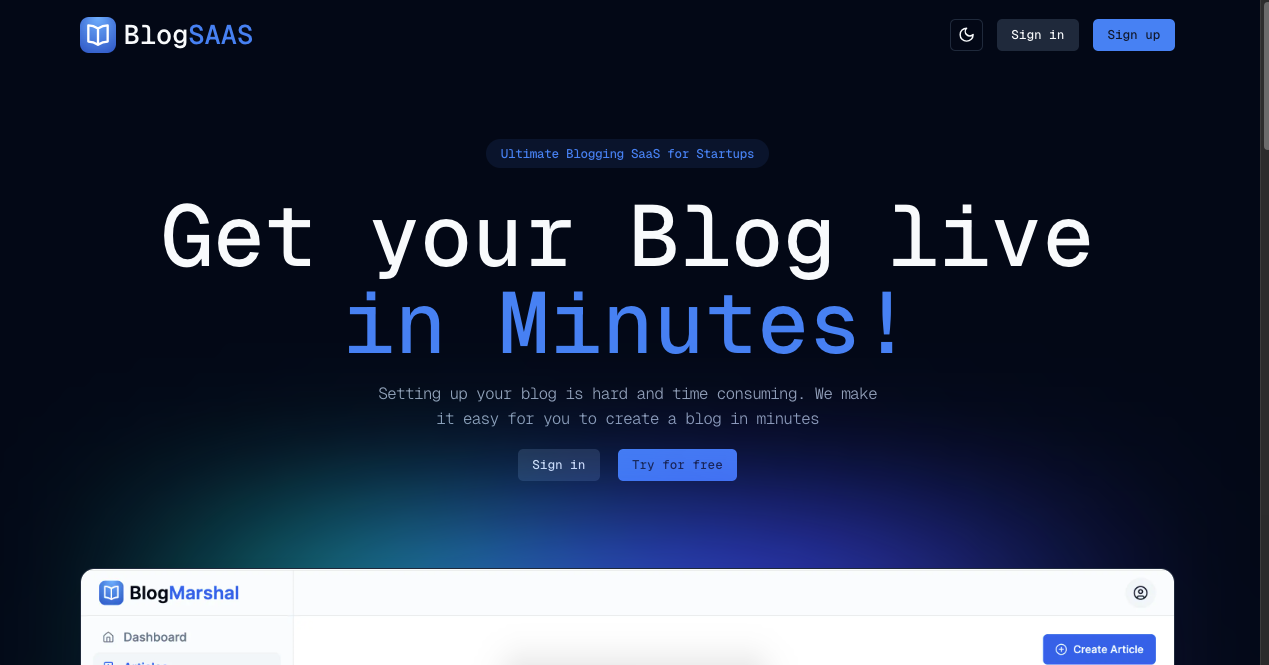 BlogSAAS
Sign in
Sign up
Ultimate Blogging SaaS for Startups
Get your Blog live
in Minutes!
Setting up your blog is hard and time consuming. We make
it easy for you to create a blog in minutes
Sign in
Try for free
BlogMarshal
Dashboard
Create Article
Articles